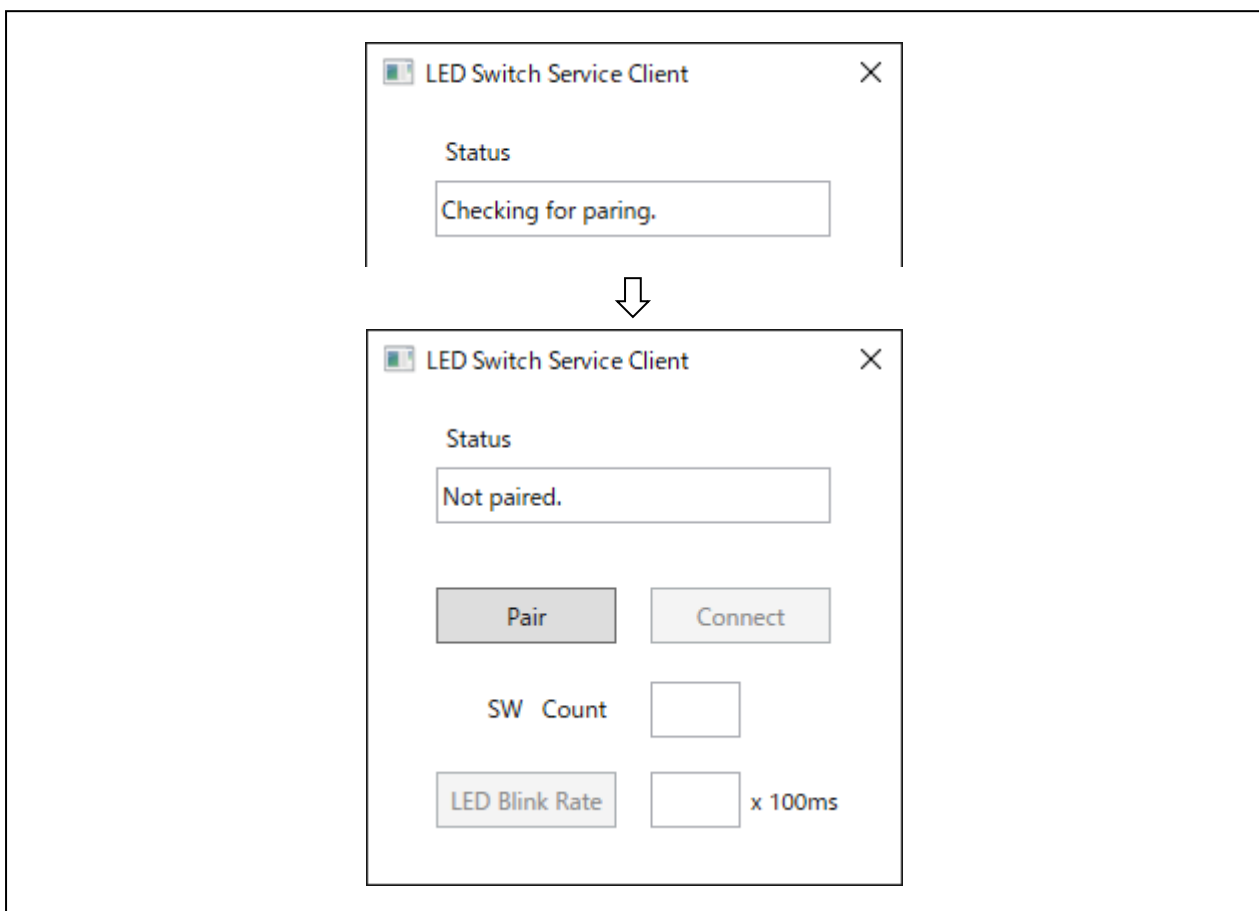 LED Switch Service Client
Status
Checking for paring.
LED Switch Service Client
Status
Not paired.
Pair Connect
SW Count
LED Blink Rate x 100ms